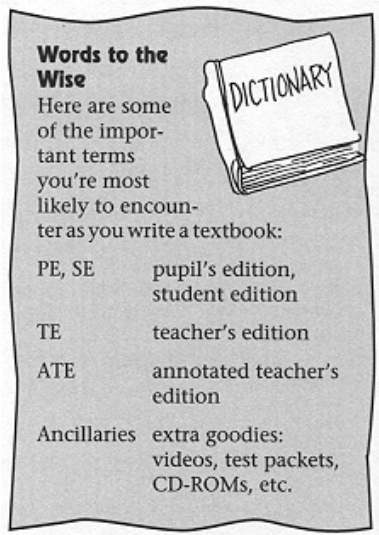 Words to the
Wise
DICTIONARY
Here are some
of the impor-
tant terms
you're most
likely to encoun-
ter as you write a textbook:
PE, SE pupil's edition,
student edition
TE teacher's edition
ATE annotated teacher's
edition
Ancillaries extra goodies:
videos, test packets,
CD-ROMs, etc.